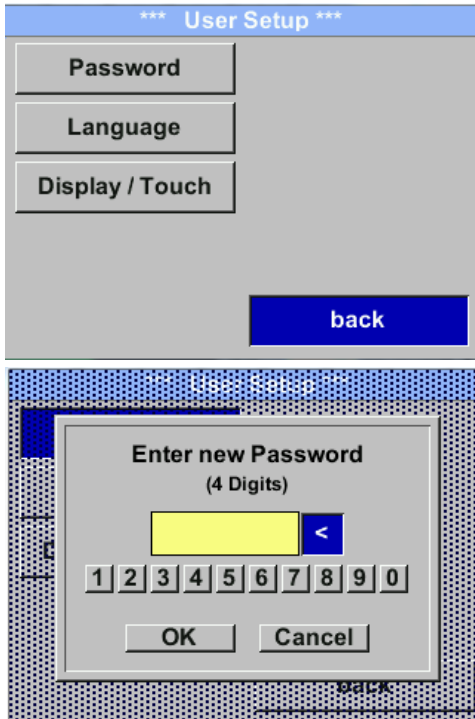 *** User Setup ***
Password
Language
Display / Touch
back
*** User Setup ***
Enter new Password
(4 Digits)
<
1 2 3 4 5 6 7 8 9 0
OK Cancel
back